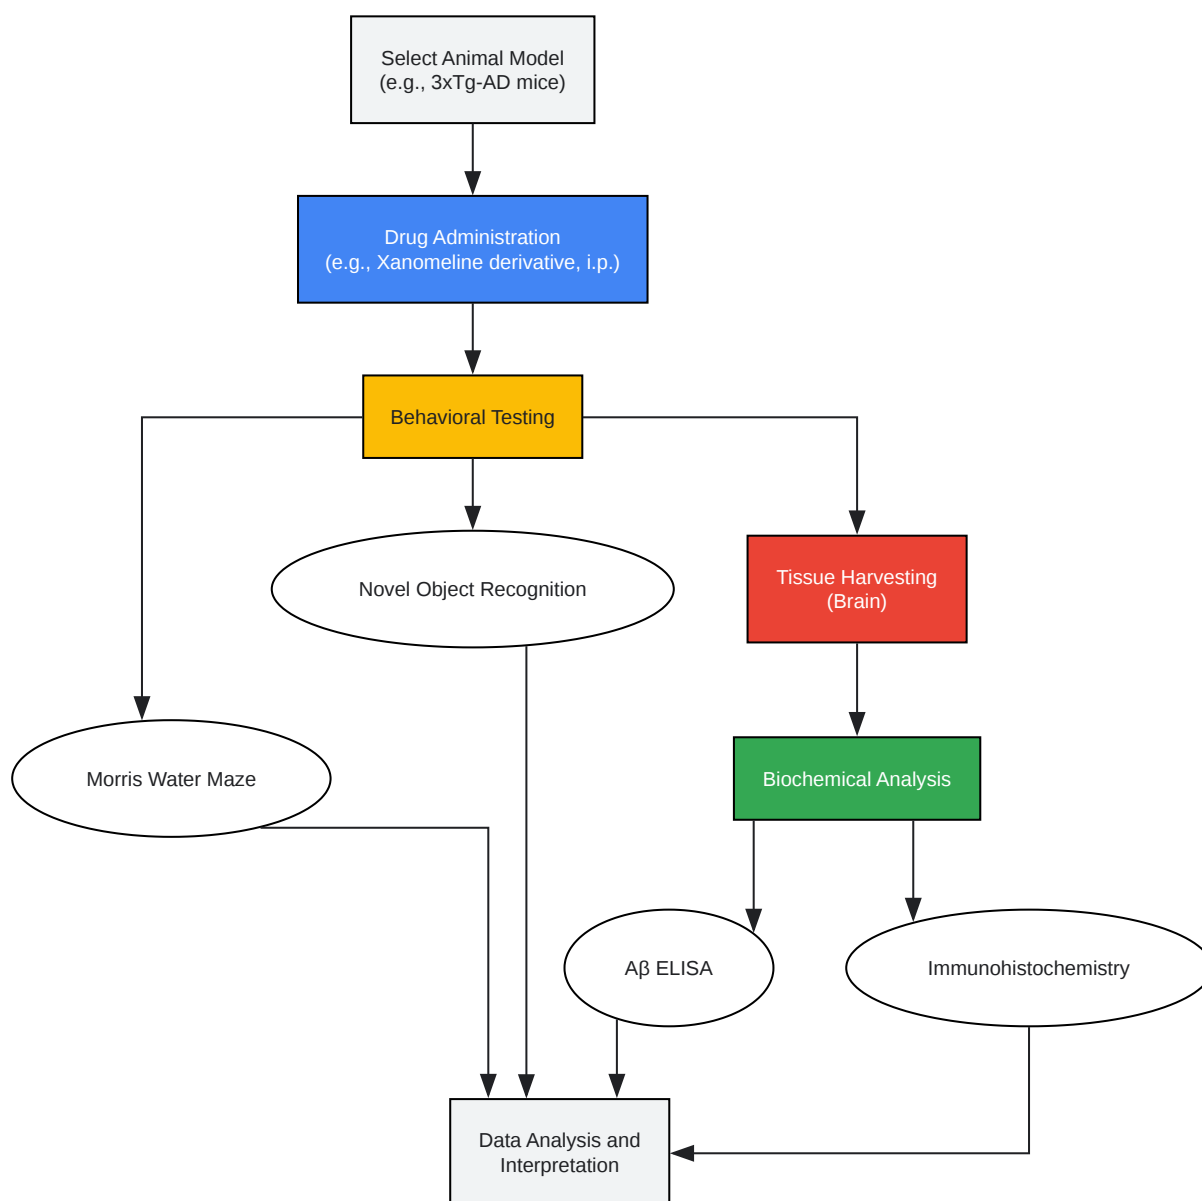 Select Animal Model
(e.g., 3xTg-AD mice)
Drug Administration
(e.g., Xanomeline derivative, i.p.)
Behavioral Testing
Novel Object Recognition
Tissue Harvesting
(Brain)
Morris Water Maze
Biochemical Analysis
Aβ ELISA
Immunohistochemistry
Data Analysis and
Interpretation